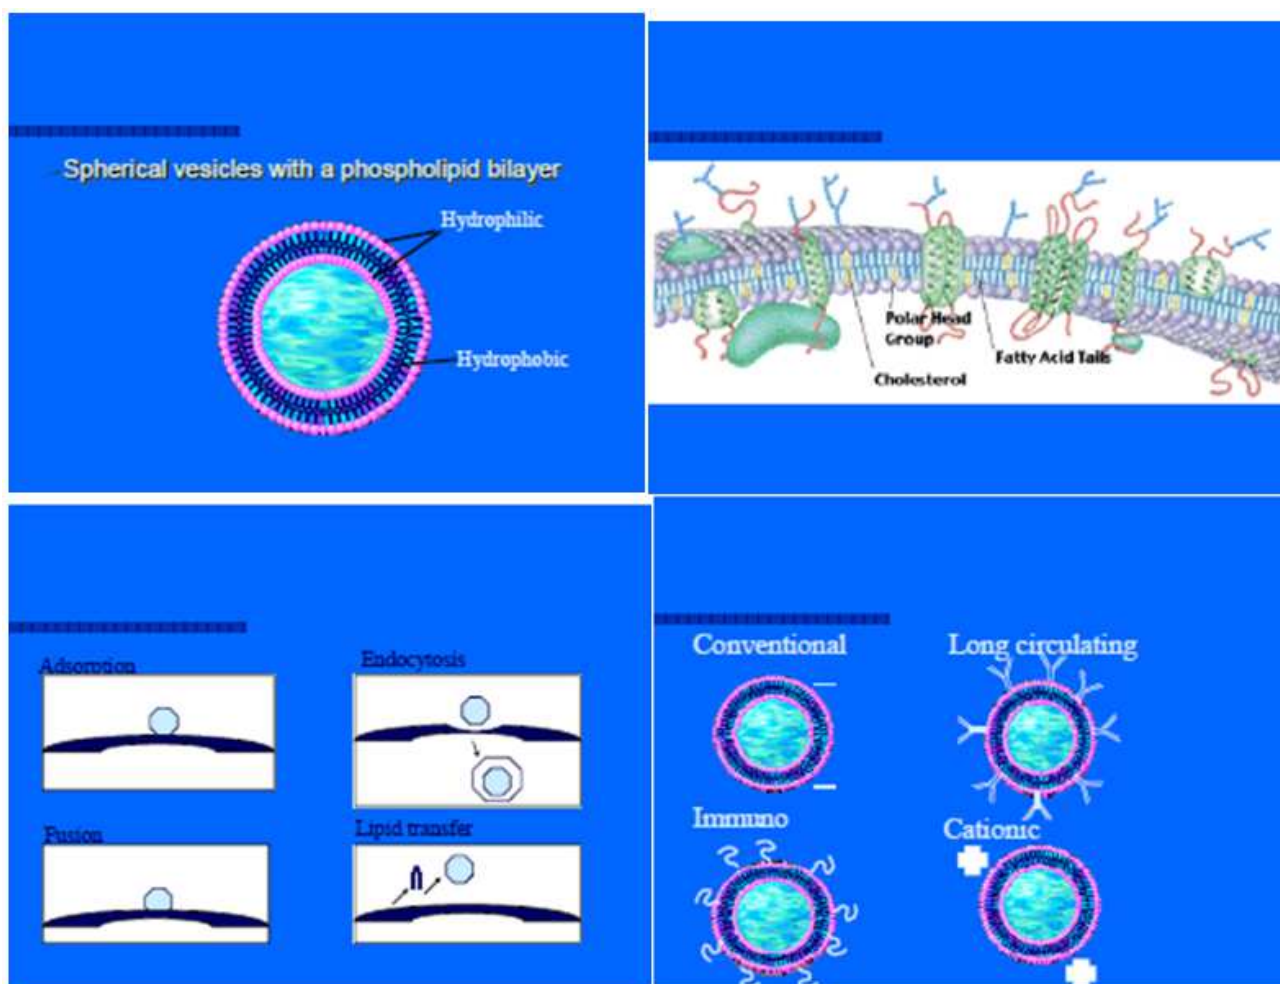 Spherical vesicles with a phospholipid bilayer
Hydrophilic
Hydrophobic
Polar Head
Group
Fatty Acid Tails
Cholesterol
Adsorption
Endocytosis
Fusion
Lipid transfer
Conventional
Long circulating
Immuno
Cationic